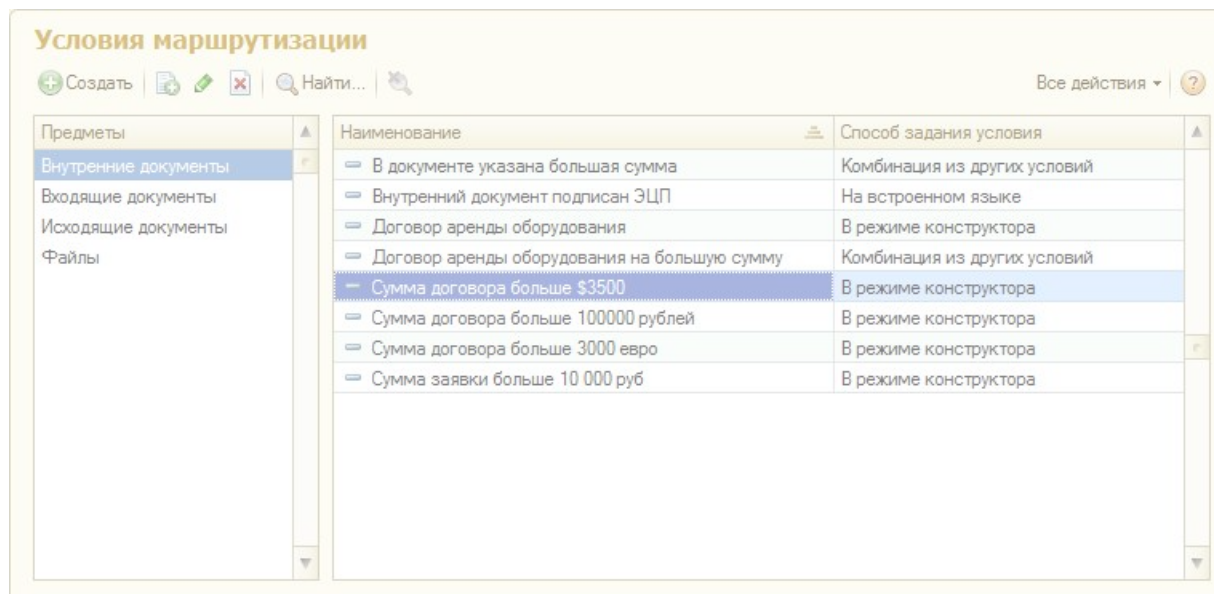 Условия маршрутизации
Создать Найти... Все действия
Предметы Наименование Способ задания условия
Внутренние документы В документе указана большая сумма Комбинация из других условий
Входящие документы Внутренний документ подписан ЭЦП На встроенном языке
Исходящие документы Договор аренды оборудования В режиме конструктора
Файлы Договор аренды оборудования на большую сумму Комбинация из других условий
Сумма договора больше $3500 В режиме конструктора
Сумма договора больше 100000 рублей В режиме конструктора
Сумма договора больше 3000 евро В режиме конструктора
Сумма заявки больше 10 000 руб В режиме конструктора